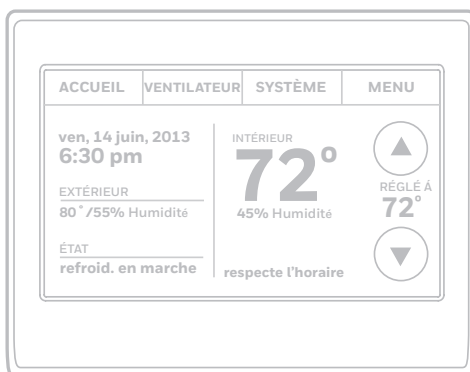 ACCUEIL VENTILATEUR SYSTÈME MENU
ven, 14 juin, 2013
6:30 pm
EXTÉRIEUR
80°/55% Humidité
ÉTAT
refroid. en marche
INTÉRIEUR
72°
45% Humidité
respecte l'horaire
RÉGLÉ Á
72°